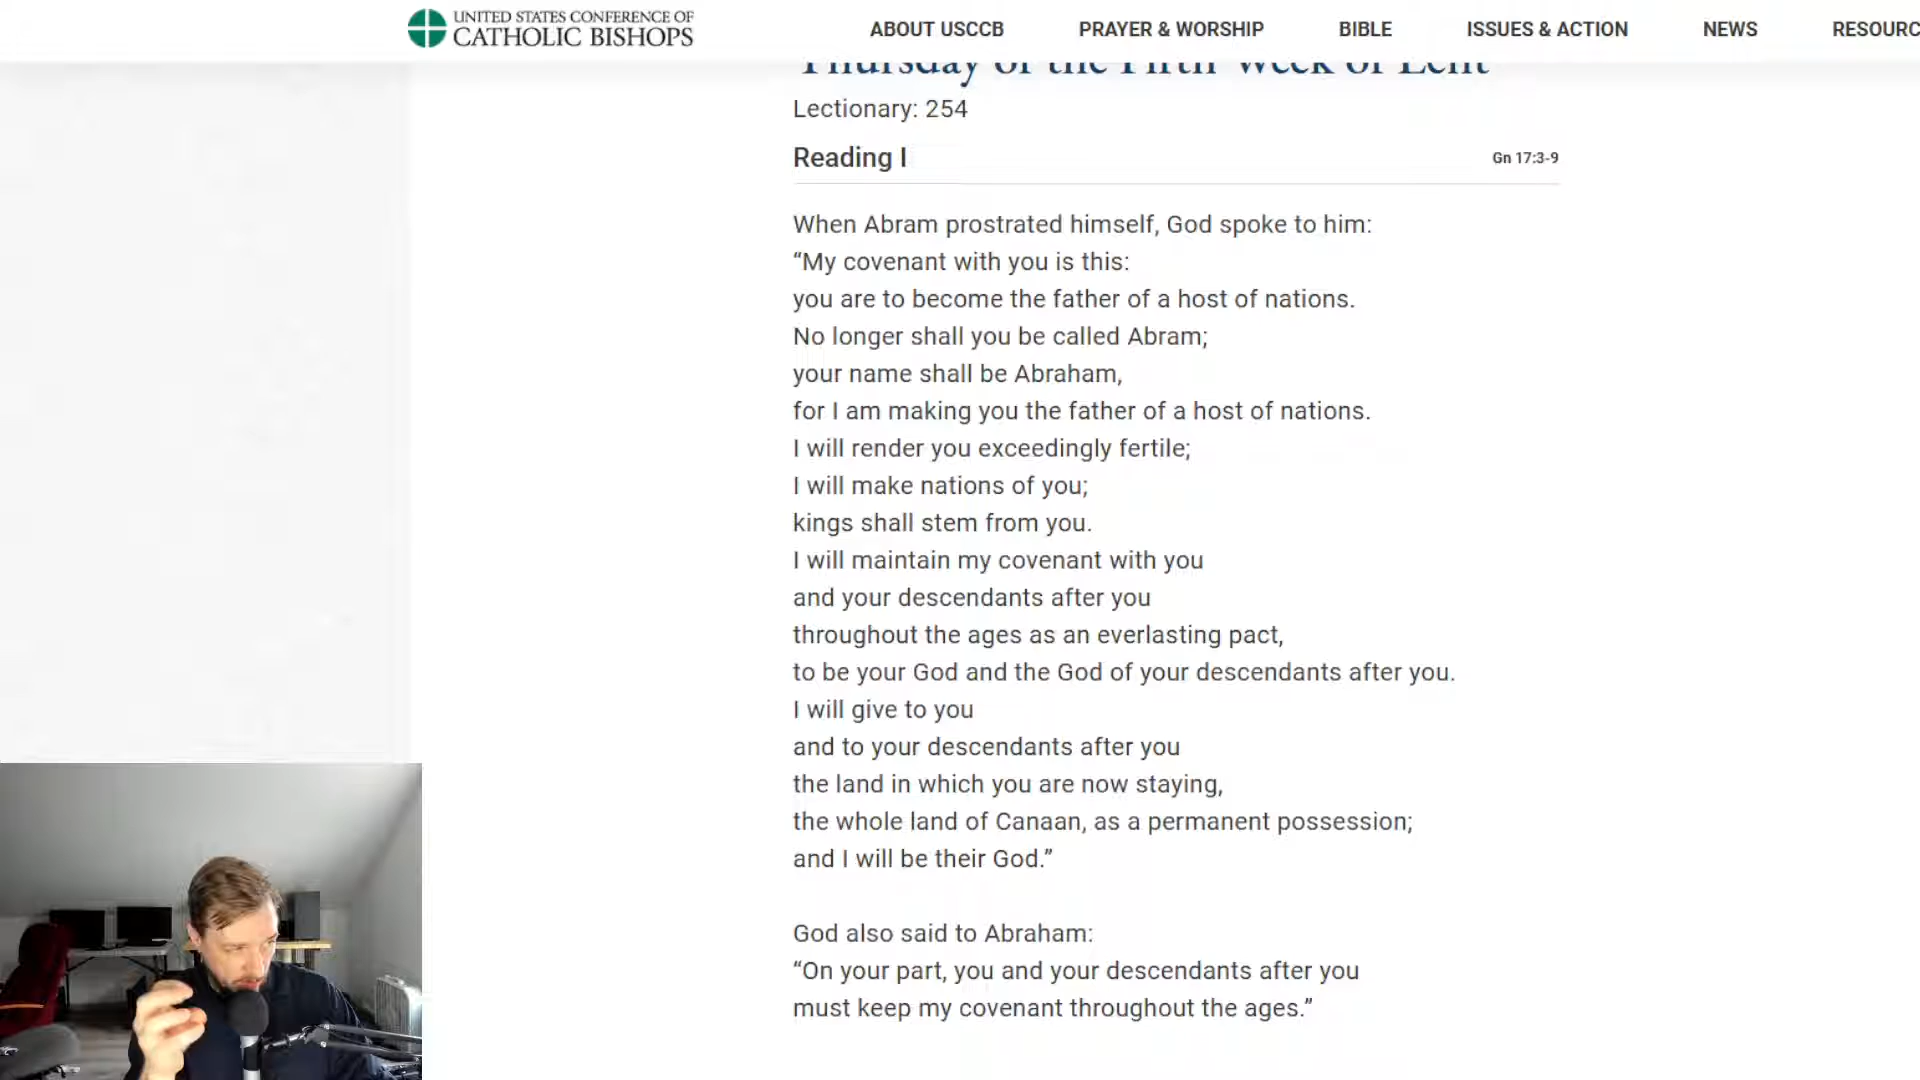 UNITED STATES CONFERENCE OF
CATHOLIC BISHOPS
ABOUT USCCB
PRAYER & WORSHIP
BIBLE
ISSUES & ACTION
NEWS
RESOURC
Thursday of the Fifth Week of Lent
Lectionary: 254
Reading I
Gn 17:3-9
When Abram prostrated himself, God spoke to him:
“My covenant with you is this:
you are to become the father of a host of nations.
No longer shall you be called Abram;
your name shall be Abraham,
for I am making you the father of a host of nations.
I will render you exceedingly fertile;
I will make nations of you;
kings shall stem from you.
I will maintain my covenant with you
and your descendants after you
throughout the ages as an everlasting pact,
to be your God and the God of your descendants after you.
I will give to you
and to your descendants after you
the land in which you are now staying,
the whole land of Canaan, as a permanent possession;
and I will be their God.”
God also said to Abraham:
“On your part, you and your descendants after you
must keep my covenant throughout the ages.”